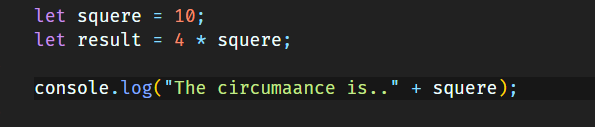 let squere = 10;
let result = 4 * squere;
console.log("The circumaance is.." + squere);